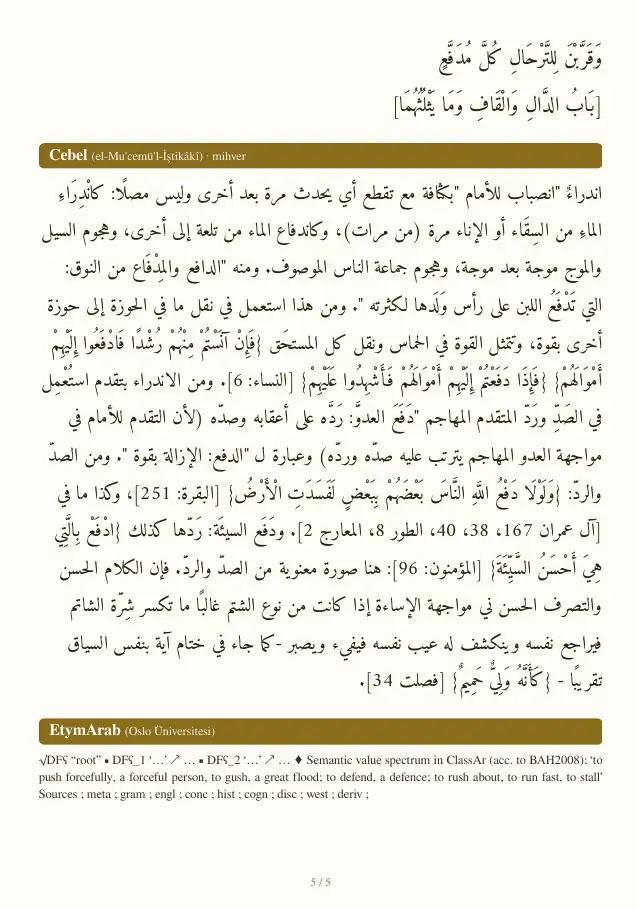 وَقَرَّبْنَ لِلتَّرْحَالِ كُلَّ مُدَفَّعِ
[بَابُ الدَّالِ وَالْقَافِ وَمَا يَثْلُثُهُمَا]
Cebel (el-Mu'cemü'l-İştikâkî) · mihver
اندراءٌ "انصباب للأمام "بكثافة مع تقطع أي يحدث مرة بعد أخرى وليس مصلًا: كانْدِرَاءِ
الماءِ من السِقَاء أو الإناء مرة (من مرات)، وكاندفاع الماء من تلعة إلى أخرى، وهجوم السيل
والموج موجة بعد موجة، وهجوم جماعة الناس الموصوف. ومنه "الدافع والمِدْفَاع من النوق:
التي تَدْفَعُ اللبن على رأس وَلَدها لكثرته ". ومن هذا استعمل في نقل ما في الحوزة إلى حوزة
أخرى بقوة، وتتمثل القوة في الحماس ونقل كل المستحَق {فَإِنْ آنَسْتُمْ مِنْهُمْ رُشْدًا فَادْفَعُوا إِلَيْهِمْ
أَمْوَالَهُمْ} {فَإِذَا دَفَعْتُمْ إِلَيْهِمْ أَمْوَالَهُمْ فَأَشْهِدُوا عَلَيْهِمْ} [النساء: 6]. ومن الاندراء بتقدم استُعْمِل
في الصَدِّ ورَدِّ المتقدم المهاجم "دَفَعَ العدوَّ: رَدَّه على أعقابه وصدّه (لأن التقدم للأمام في
مواجهة العدو المهاجم يترتب عليه صدّه وردّه) وعبارة ل "الدفع: الإزالة بقوة ". ومن الصدّ
والردّ: {وَلَوْلَا دَفْعُ اللَّهِ النَّاسَ بَعْضَهُمْ بِبَعْضٍ لَفَسَدَتِ الْأَرْضُ} [البقرة: 251]، وكذا ما في
[آل عمران 167، 38، 40، الطور 8، المعارج 2]. ودَفَع السيئَة: رَدّها كذلك {ادْفَعْ بِالَّتِي
هِيَ أَحْسَنُ السَّيِّئَةَ} [المؤمنون: 96]: هنا صورة معنوية من الصدّ والردّ. فإن الكلام الحسن
والتصرف الحسن ني مواجهة الإساءة إذا كانت من نوع الشتم غالبًا ما تكسر شِرّة الشاتم
فيراجع نفسه وينكشف له عيب نفسه فيفيء ويصبر -كما جاء في ختام آية بنفس السياق
تقريبًا - {كَأَنَّهُ وَلِيٌّ حَمِيمٌ} [فصلت 34].
EtymArab (Oslo Üniversitesi)
√DFʕ “root” ▪ DFʕ_1 ‘…’ ↗ … ▪ DFʕ_2 ‘…’ ↗ … ♦ Semantic value spectrum in ClassAr (acc. to BAH2008): ‘to
push forcefully, a forceful person, to gush, a great flood; to defend, a defence; to rush about, to run fast, to stall’
Sources ; meta ; gram ; engl ; conc ; hist ; cogn ; disc ; west ; deriv ;
5 / 5